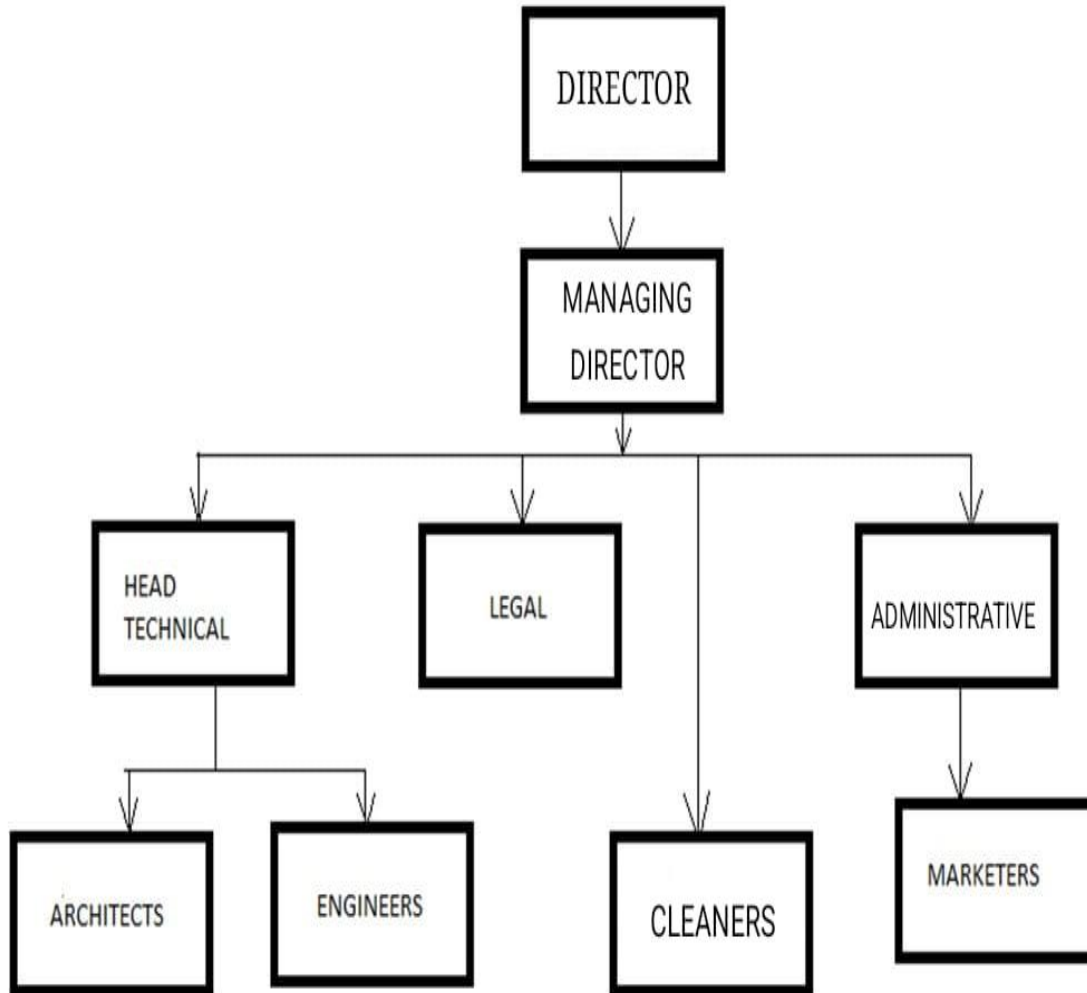 DIRECTOR
MANAGING
DIRECTOR
HEAD
TECHNICAL
LEGAL
ADMINISTRATIVE
ARCHITECTS
ENGINEERS
CLEANERS
MARKETERS